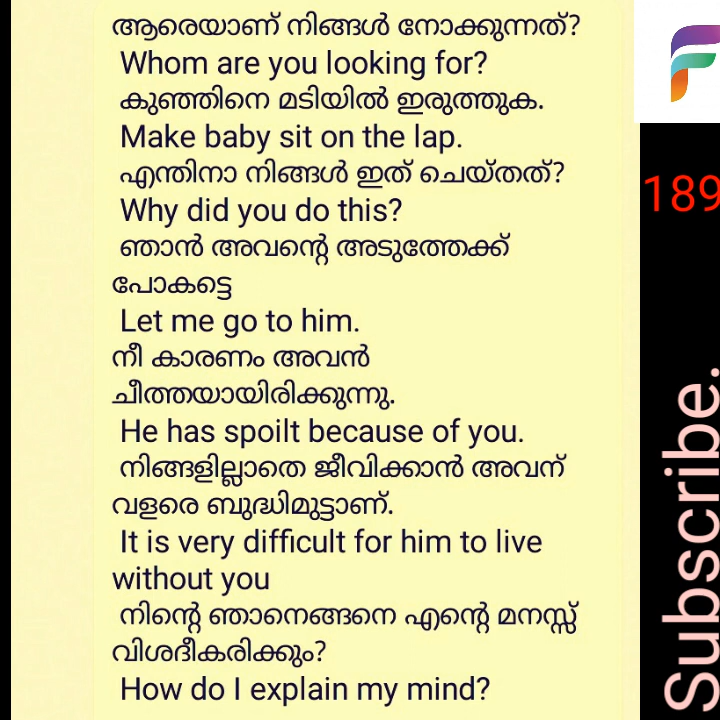 ആരെയാണ് നിങ്ങൾ നോക്കുന്നത്?
Whom are you looking for?
കുഞ്ഞിനെ മടിയിൽ ഇരുത്തുക.
Make baby sit on the lap.
എന്തിനാ നിങ്ങൾ ഇത് ചെയ്തത്?
Why did you do this?
ഞാൻ അവന്റെ അടുത്തേക്ക്
പോകട്ടെ
Let me go to him.
നീ കാരണം അവൻ
ചീത്തയായിരിക്കുന്നു.
He has spoilt because of you.
നിങ്ങളില്ലാതെ ജീവിക്കാൻ അവന്
വളരെ ബുദ്ധിമുട്ടാണ്.
It is very difficult for him to live
without you
നിന്റെ ഞാനെങ്ങനെ എന്റെ മനസ്സ്
വിശദീകരിക്കും?
How do I explain my mind?
189
Subscribe.